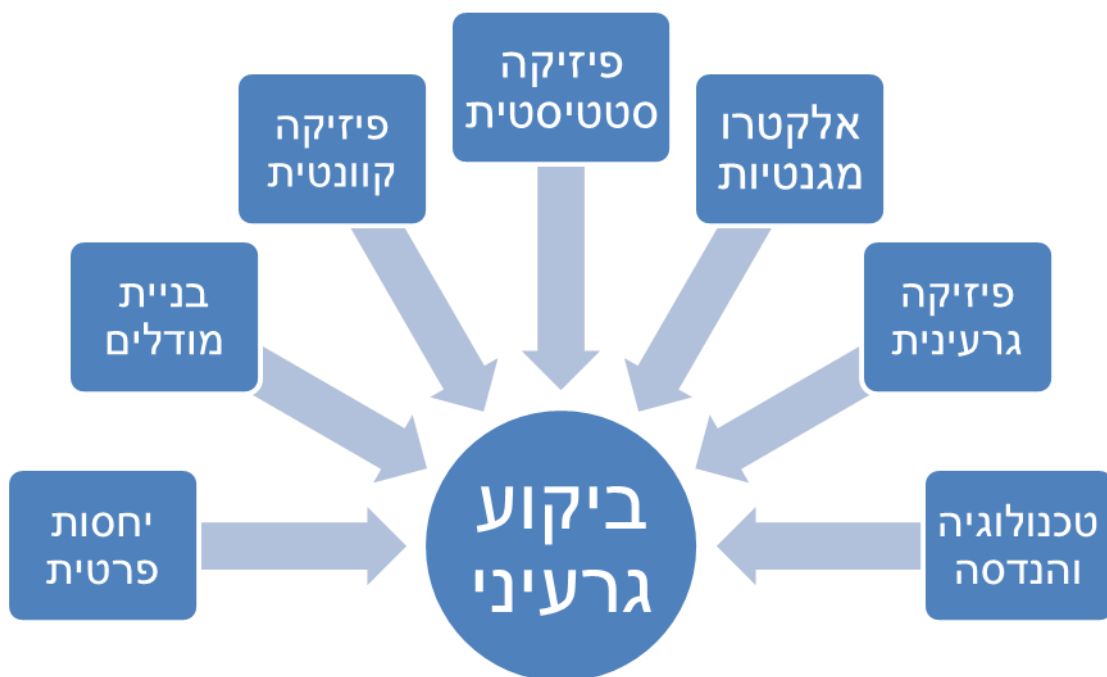 פיזיקה
סטטיסטית
אלקטרו
מגנטיות
פיזיקה
קוונטית
פיזיקה
גרעינית
בניית
מודלים
טכנולוגיה
והנדסה
יחסות
פרטית
ביקוע
גרעיני